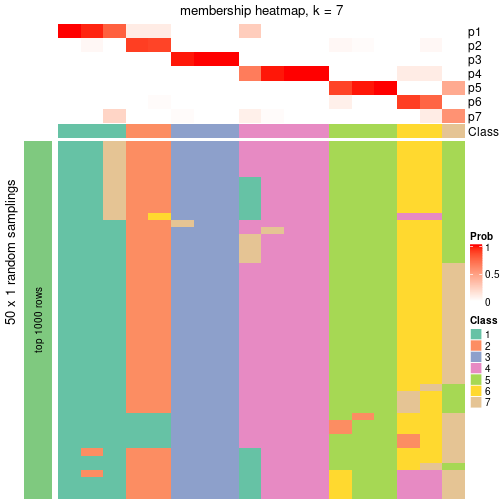 membership heatmap, k = 7
p1
p2
p3
p4
p5
p6
p7
Class
50 x 1 random samplings
top 1000 rows
Prob
1
0.5
0
Class
1
2
3
4
5
6
7